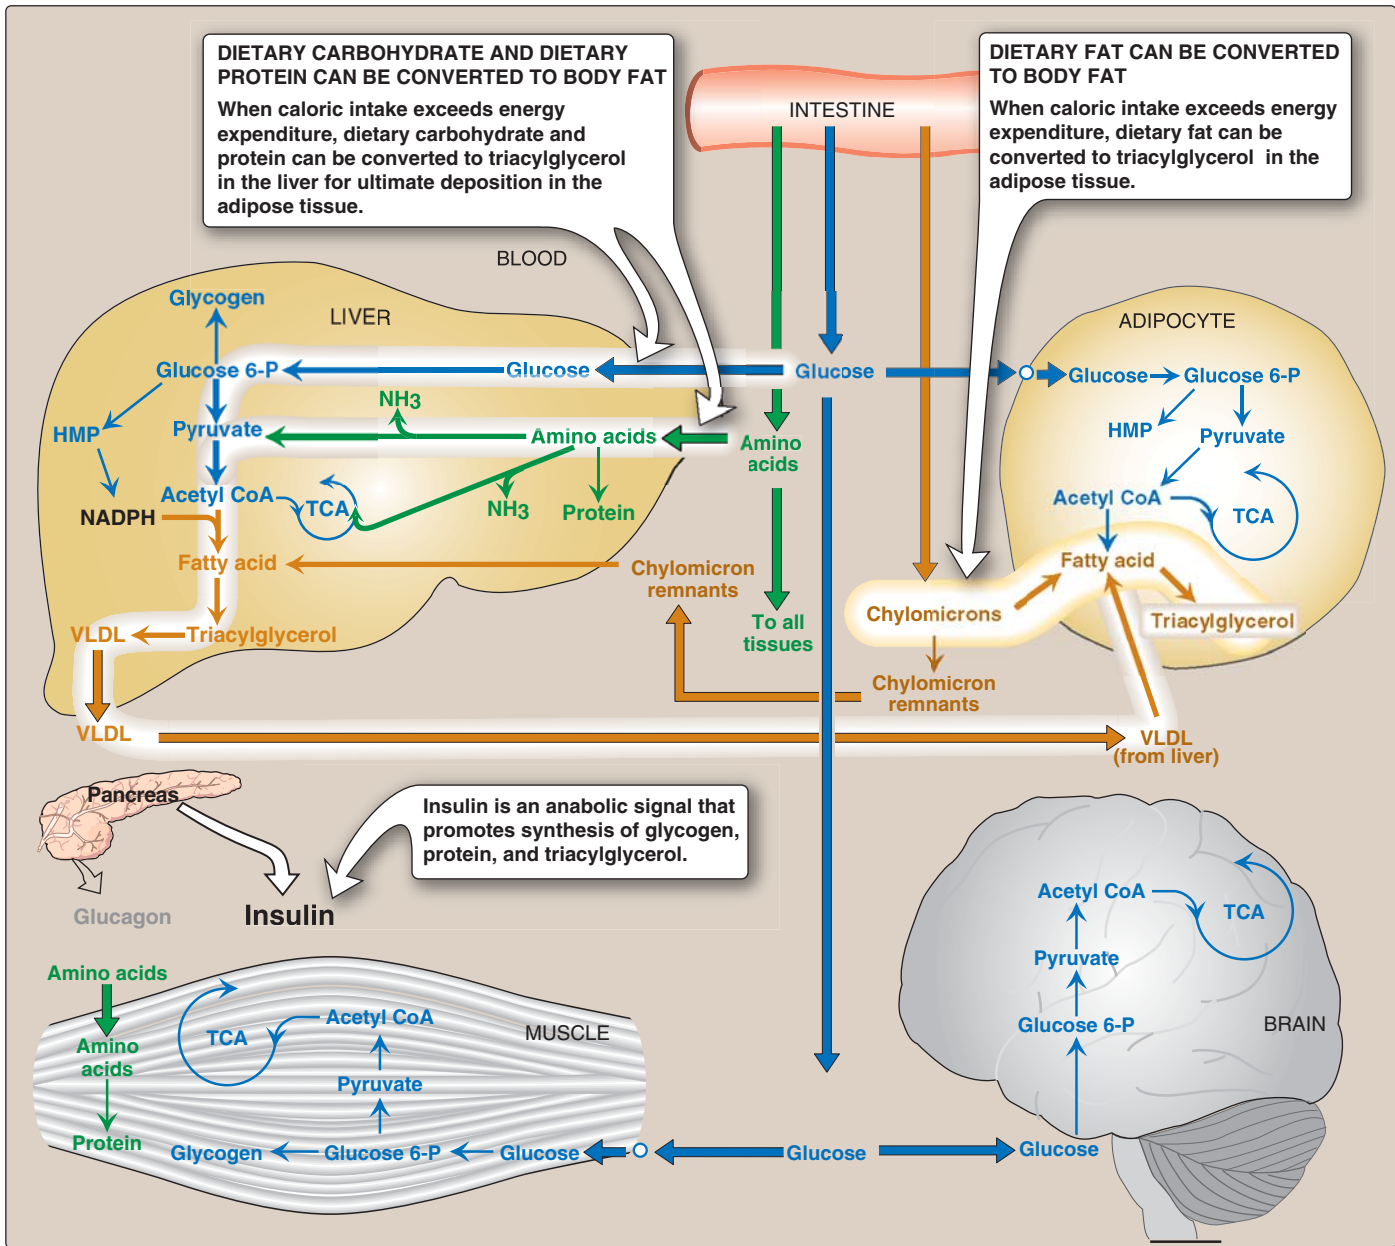 DIETARY CARBOHYDRATE AND DIETARY
PROTEIN CAN BE CONVERTED TO BODY FAT
When caloric intake exceeds energy
expenditure, dietary carbohydrate and
protein can be converted to triacylglycerol
in the liver for ultimate deposition in the
adipose tissue.
INTESTINE
DIETARY FAT CAN BE CONVERTED
TO BODY FAT
When caloric intake exceeds energy
expenditure, dietary fat can be
converted to triacylglycerol in the
adipose tissue.
BLOOD
LIVER
Glycogen
Glucose 6-P
Glucose
Glucose
NH3
HMP
Pyruvate
Amino acids
Amino
acids
Acetyl CoA
TCA
NH3
Protein
NADPH
Fatty acid
Chylomicron
remnants
VLDL
Triacylglycerol
To all
tissues
VLDL
ADIPOCYTE
Glucose
Glucose 6-P
HMP
Pyruvate
Acetyl CoA
TCA
Fatty acid
Chylomicrons
Triacylglycerol
Chylomicron
remnants
VLDL
(from liver)
Pancreas
Insulin is an anabolic signal that
promotes synthesis of glycogen,
protein, and triacylglycerol.
Glucagon
Insulin
Amino acids
Amino
acids
Protein
TCA
Acetyl CoA
MUSCLE
Pyruvate
Glycogen
Glucose 6-P
Glucose
Glucose
Acetyl CoA
TCA
Pyruvate
Glucose 6-P
BRAIN
Glucose